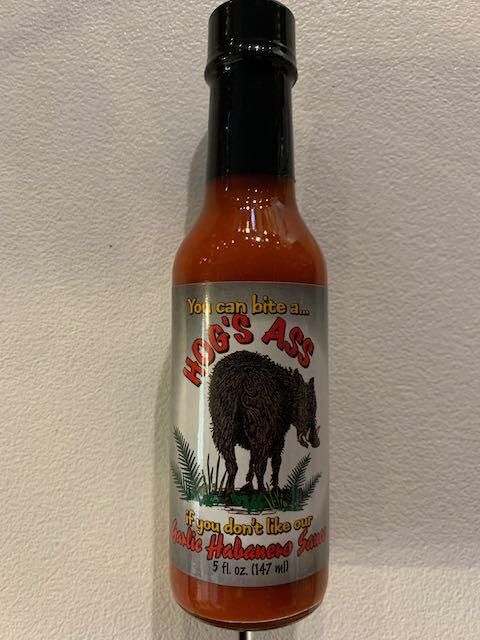 You can bite a...
HOG'S ASS
if you don't like our
Garlic Habanero Sauce
5 fl. oz. (147 ml)